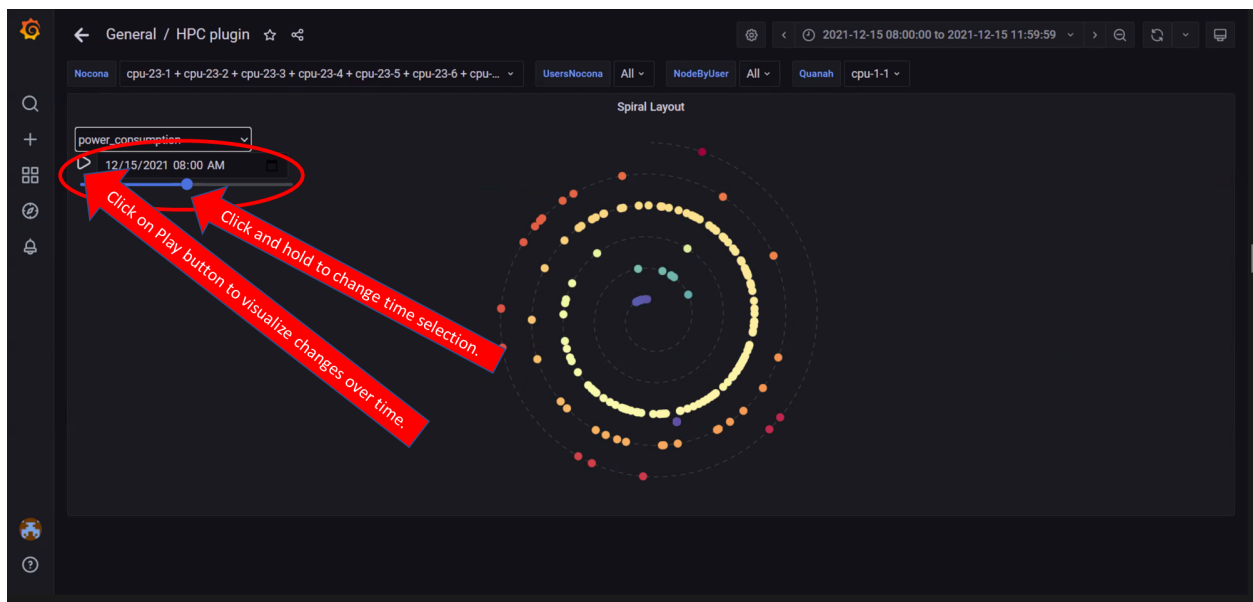 General / HPC plugin
2021-12-15 08:00:00 to 2021-12-15 11:59:59
Nocona cpu-23-1 + cpu-23-2 + cpu-23-3 + cpu-23-4 + cpu-23-5 + cpu-23-6 + cpu-... UsersNocona All NodeByUser All Quanah cpu-1-1
Spiral Layout
power_consumption
12/15/2021 08:00 AM
Click and hold to change time selection.
Click on Play button to visualize changes over time.